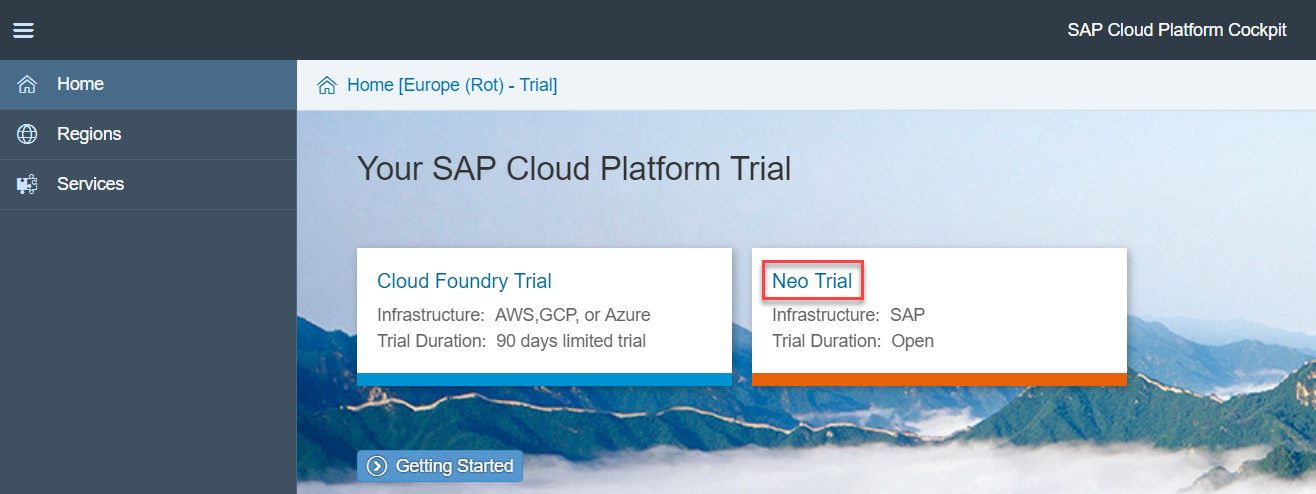 SAP Cloud Platform Cockpit
Home
Regions
Services
Home [Europe (Rot) - Trial]
Your SAP Cloud Platform Trial
Cloud Foundry Trial
Infrastructure: AWS,GCP, or Azure
Trial Duration: 90 days limited trial
Neo Trial
Infrastructure: SAP
Trial Duration: Open
Getting Started